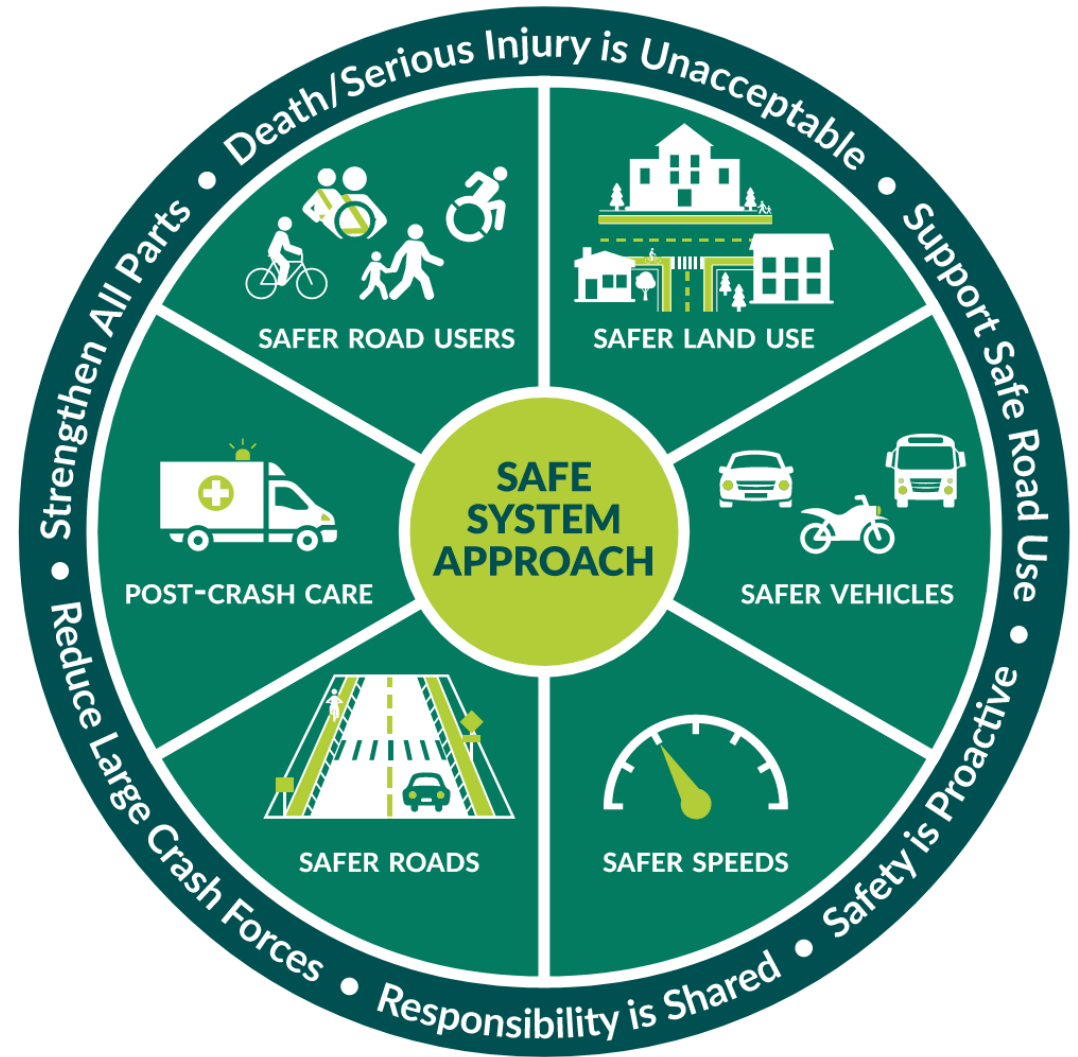 Death/Serious Injury is Unacceptable
Support Safe Road Use
Safety is Proactive
Responsibility is Shared
Reduce Large Crash Forces
Strengthen All Parts
SAFER ROAD USERS
SAFER LAND USE
SAFE
SYSTEM
APPROACH
POST-CRASH CARE
SAFER VEHICLES
SAFER ROADS
SAFER SPEEDS